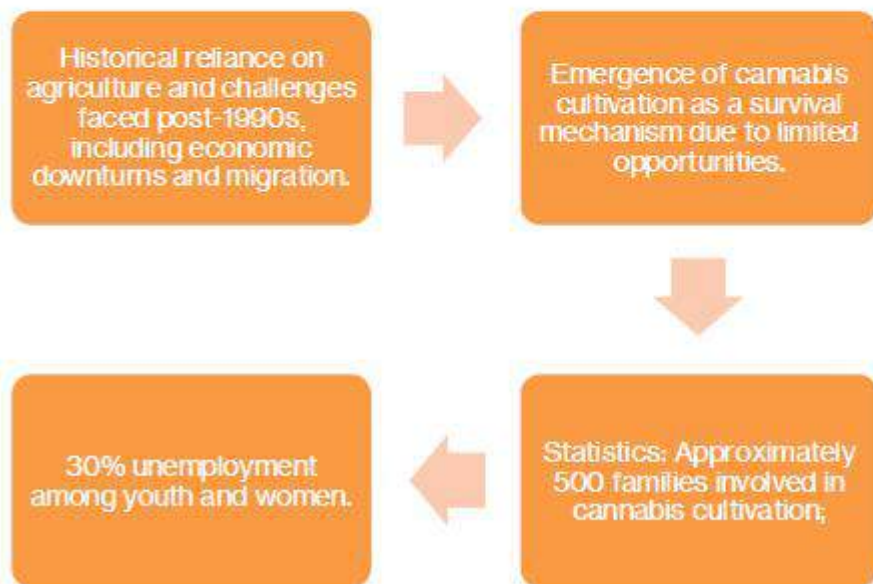 Historical reliance on
agriculture and challenges
faced post-1990s,
including economic
downturns and migration.
Emergence of cannabis
cultivation as a survival
mechanism due to limited
opportunities.
Statistics: Approximately
500 families involved in
cannabis cultivation;
30% unemployment
among youth and women.